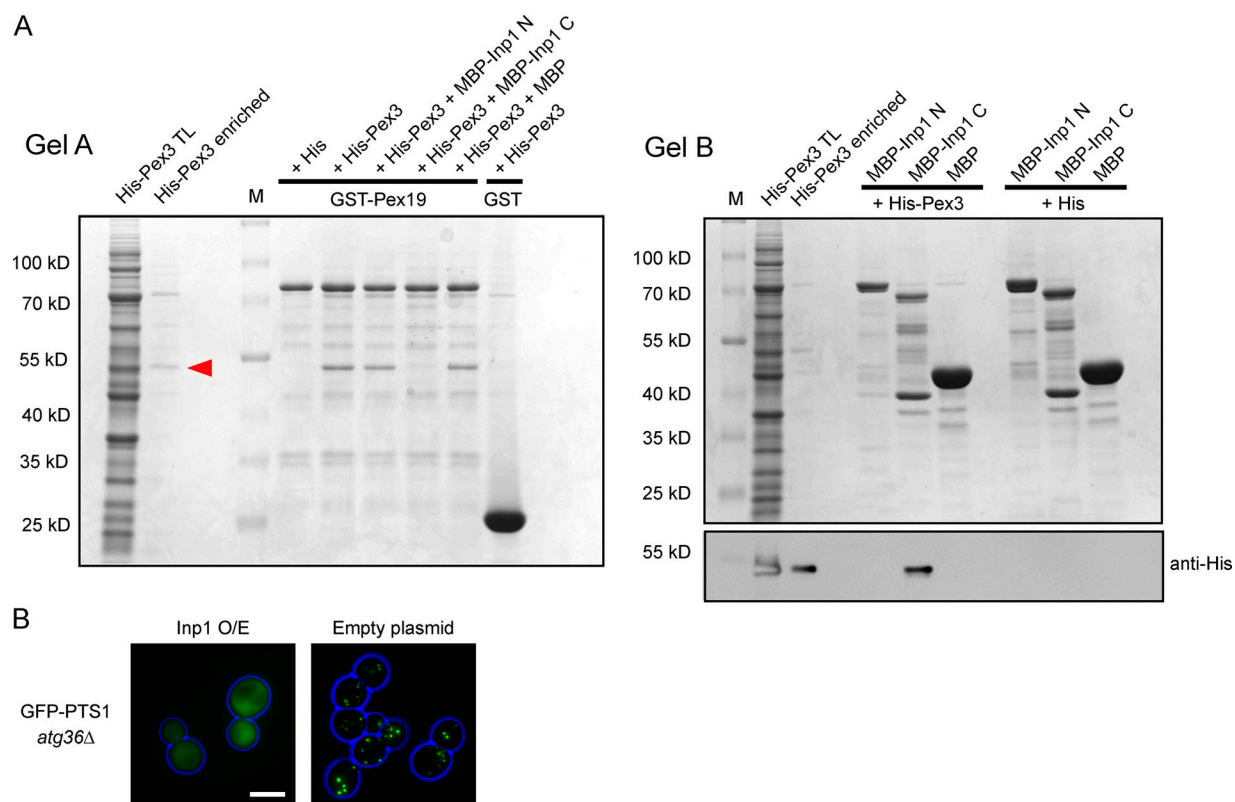 A
Gel A
His-Pex3 TL
His-Pex3 enriched
M
+ His
+ His-Pex3
+ His-Pex3 + MBP-Inp1 N
+ His-Pex3 + MBP-Inp1 C
+ His-Pex3 + MBP
+ His-Pex3
GST-Pex19
GST
100 kD
70 kD
55 kD
40 kD
35 kD
25 kD
Gel B
M
His-Pex3 TL
His-Pex3 enriched
MBP-Inp1 N
MBP-Inp1 C
MBP
+ His-Pex3
MBP-Inp1 N
MBP-Inp1 C
MBP
+ His
100 kD
70 kD
55 kD
40 kD
35 kD
25 kD
55 kD
anti-His
B
Inp1 O/E
Empty plasmid
GFP-PTS1
atg36Δ